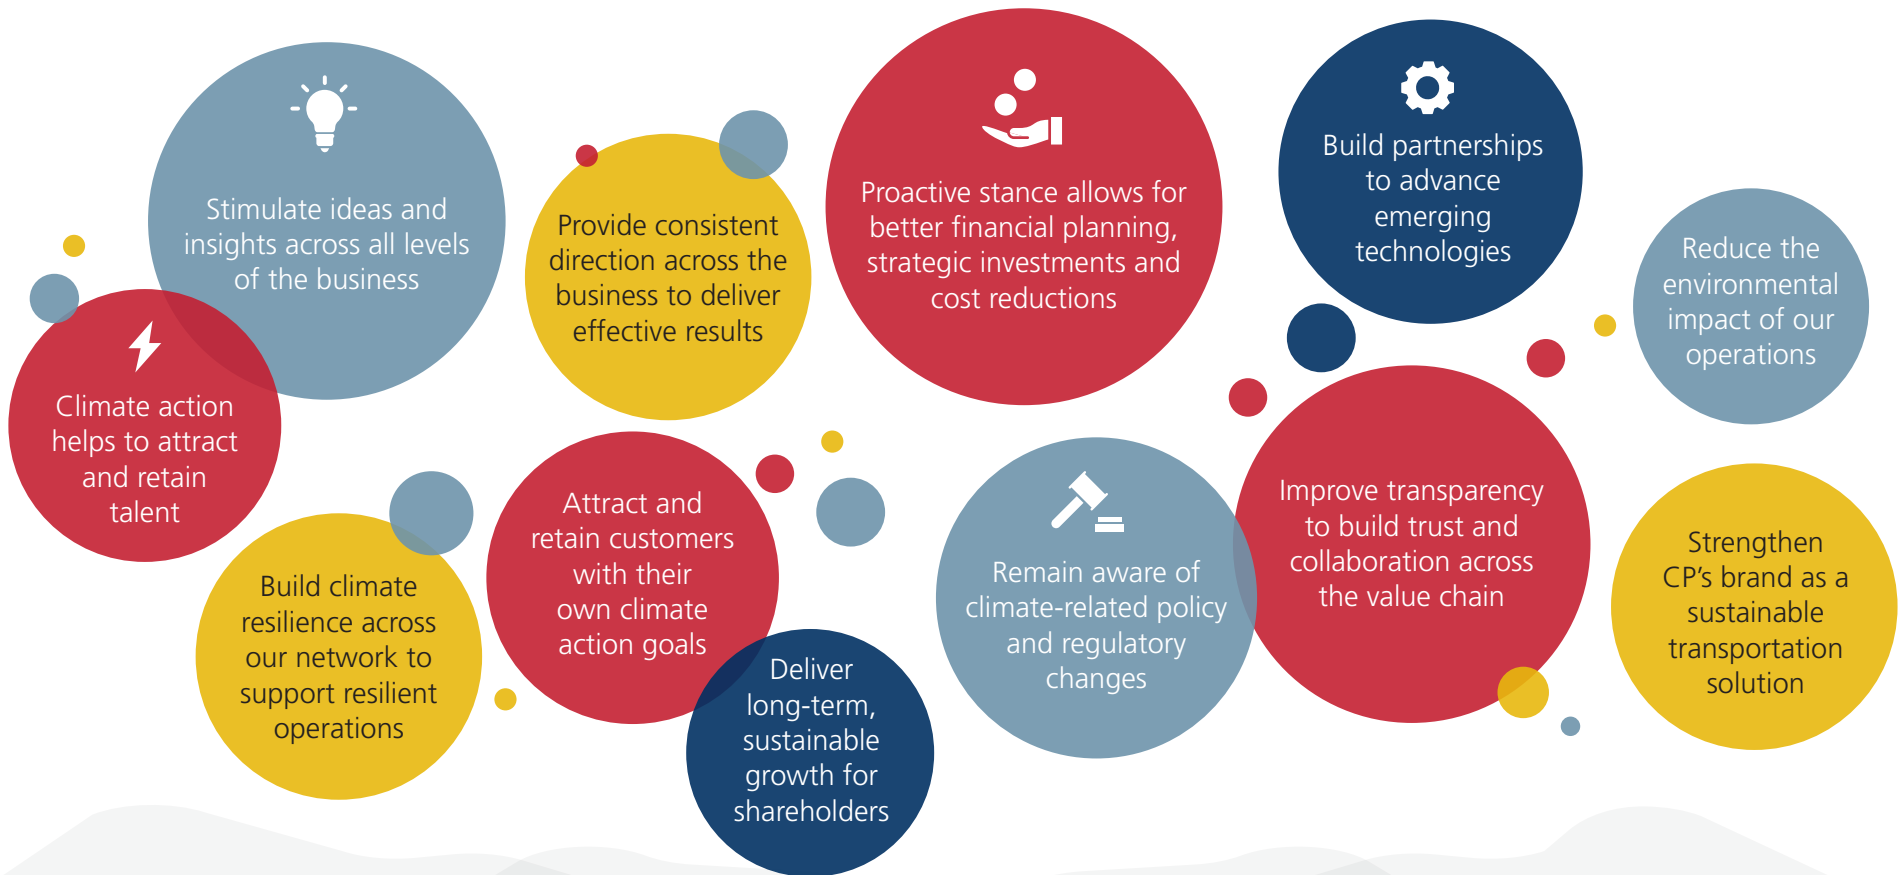 Stimulate ideas and
insights across all levels
of the business
Provide consistent
direction across the
business to deliver
effective results
Proactive stance allows for
better financial planning,
strategic investments and
cost reductions
Build partnerships
to advance
emerging
technologies
Reduce the
environmental
impact of our
operations
Climate action
helps to attract
and retain
talent
Build climate
resilience across
our network to
support resilient
operations
Attract and
retain customers
with their
own climate
action goals
Deliver
long-term,
sustainable
growth for
shareholders
Remain aware of
climate-related policy
and regulatory
changes
Improve transparency
to build trust and
collaboration across
the value chain
Strengthen
CP’s brand as a
sustainable
transportation
solution